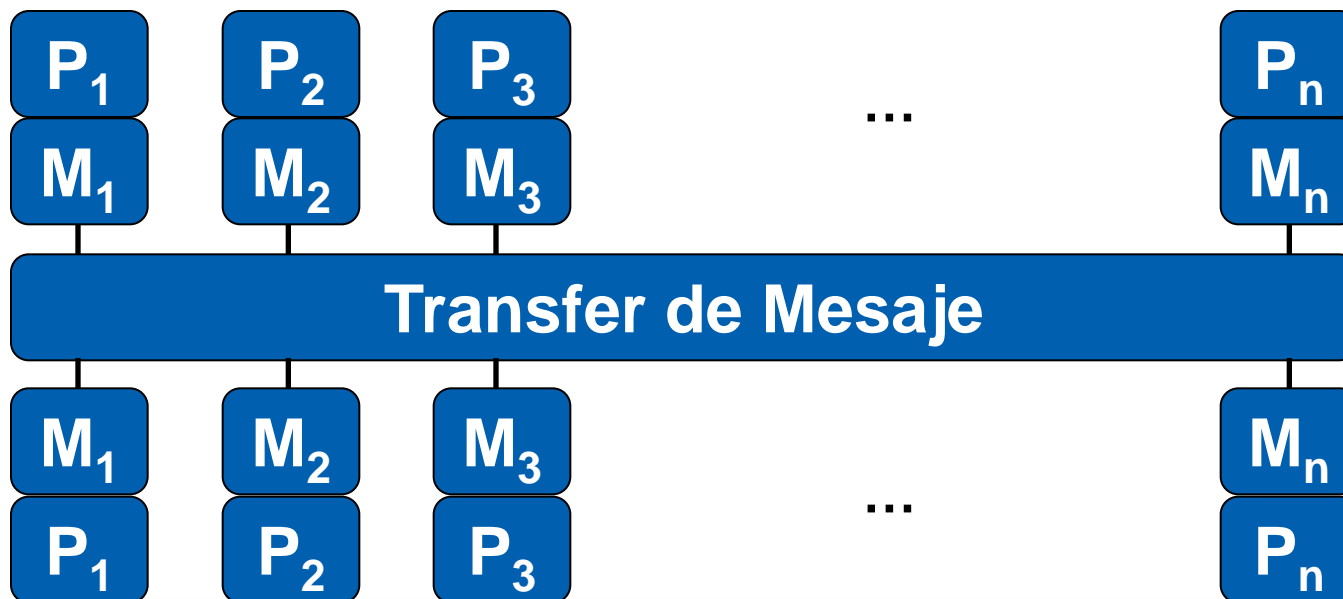 P₁ P₂ P₃ Pₙ
...
M₁ M₂ M₃ Mₙ
Transfer de Mesaje
M₁ M₂ M₃ Mₙ
...
P₁ P₂ P₃ Pₙ